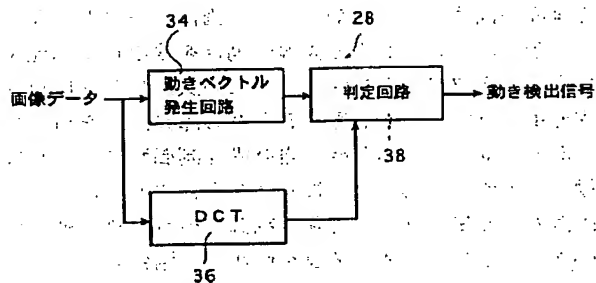 34
28
画像データ
動きベクトル
発生回路
判定回路
動き検出信号
38
DCT
36